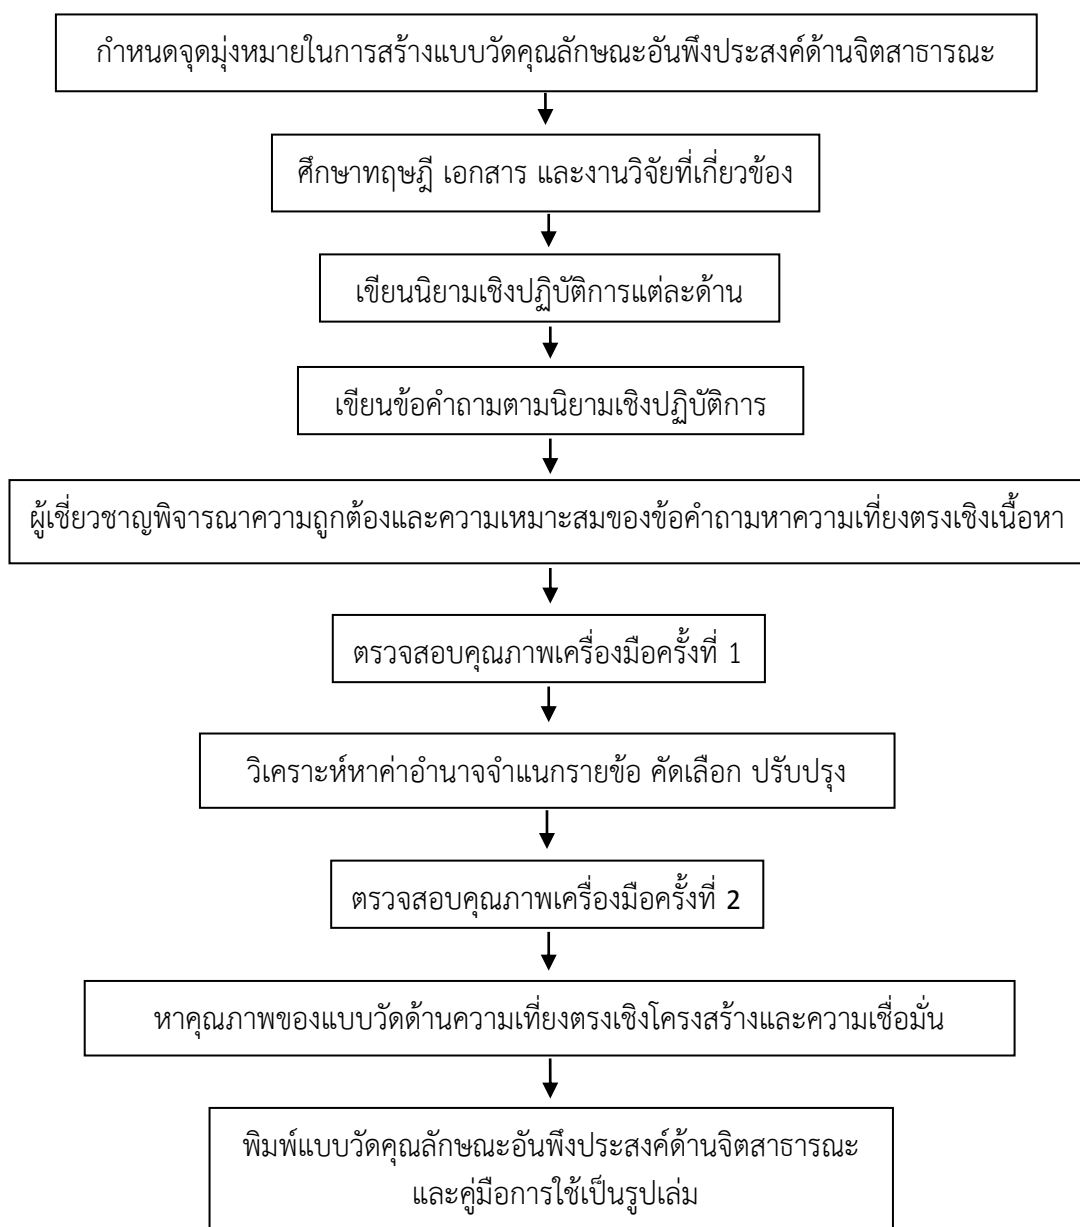 กำหนดจุดมุ่งหมายในการสร้างแบบวัดคุณลักษณะอันพึงประสงค์ด้านจิตสาธารณะ
ศึกษาทฤษฎี เอกสาร และงานวิจัยที่เกี่ยวข้อง
เขียนนิยามเชิงปฏิบัติการแต่ละด้าน
เขียนข้อคำถามตามนิยามเชิงปฏิบัติการ
ผู้เชี่ยวชาญพิจารณาความถูกต้องและความเหมาะสมของข้อคำถามหาความเที่ยงตรงเชิงเนื้อหา
ตรวจสอบคุณภาพเครื่องมือครั้งที่ 1
วิเคราะห์หาค่าอำนาจจำแนกรายข้อ คัดเลือก ปรับปรุง
ตรวจสอบคุณภาพเครื่องมือครั้งที่ 2
หาคุณภาพของแบบวัดด้านความเที่ยงตรงเชิงโครงสร้างและความเชื่อมั่น
พิมพ์แบบวัดคุณลักษณะอันพึงประสงค์ด้านจิตสาธารณะ
และคู่มือการใช้เป็นรูปเล่ม